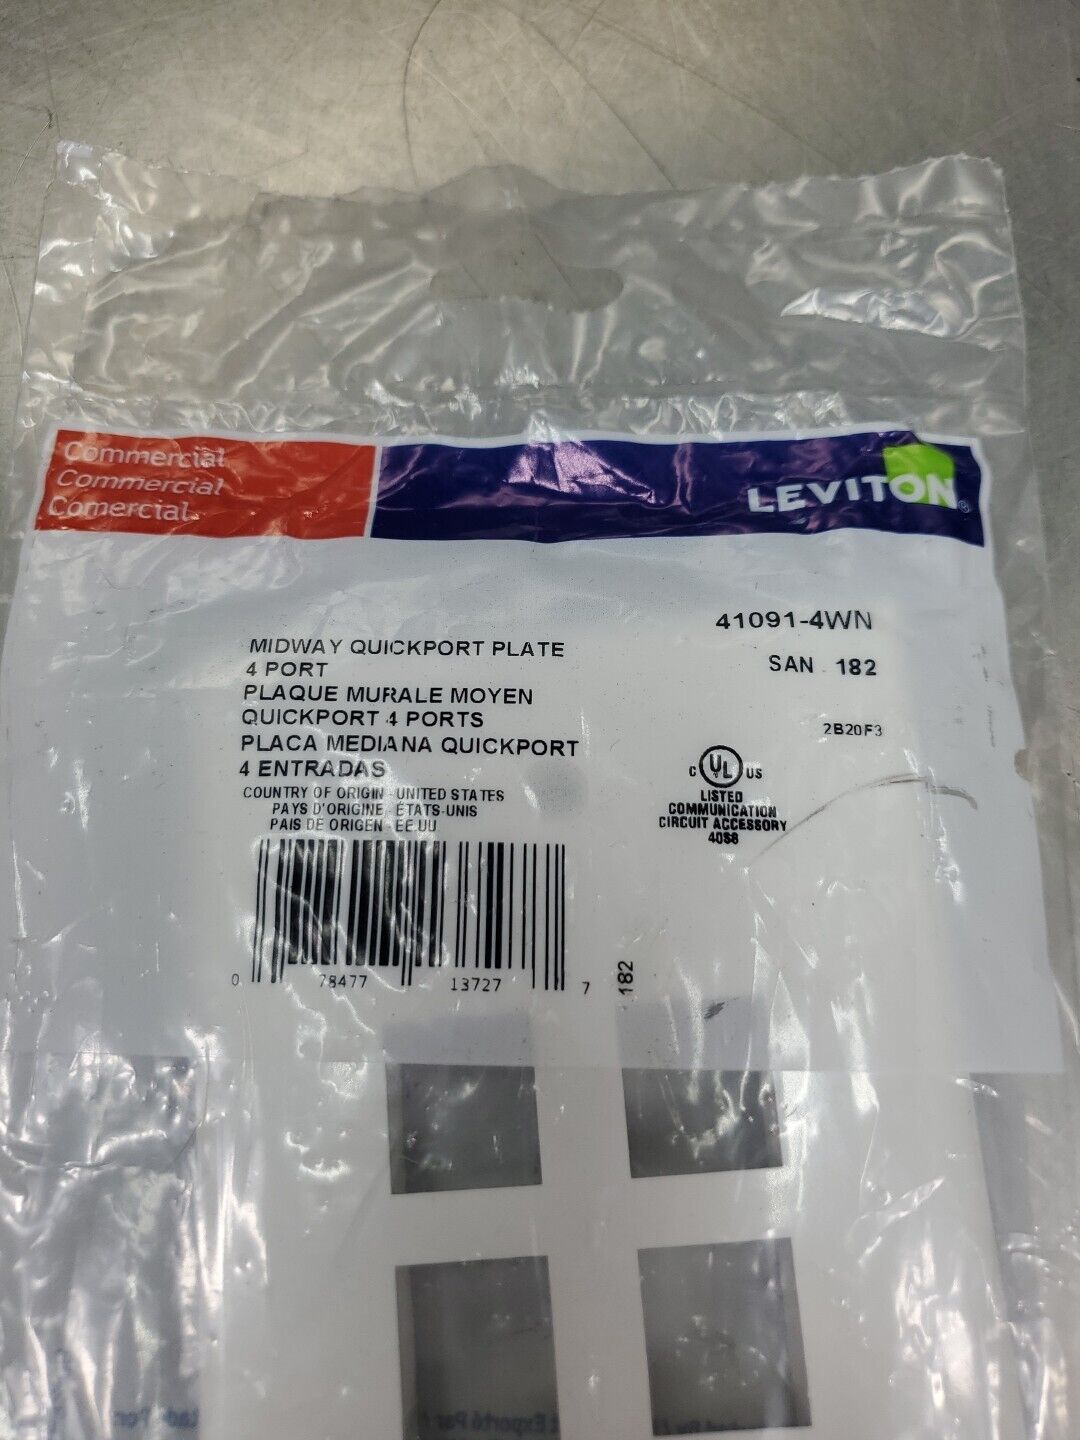 Commercial
Commercial
Comercial
LEVITON®
41091-4WN
SAN 182
2B20F3
MIDWAY QUICKPORT PLATE
4 PORT
PLAQUE MURALE MOYEN
QUICKPORT 4 PORTS
PLACA MEDIANA QUICKPORT
4 ENTRADAS
COUNTRY OF ORIGIN - UNITED STATES
PAYS D'ORIGINE - ÉTATS-UNIS
PAIS DE ORIGEN - EE.UU
C UL US
LISTED
COMMUNICATION
CIRCUIT ACCESSORY
40S8
0 78477 13727 7
182